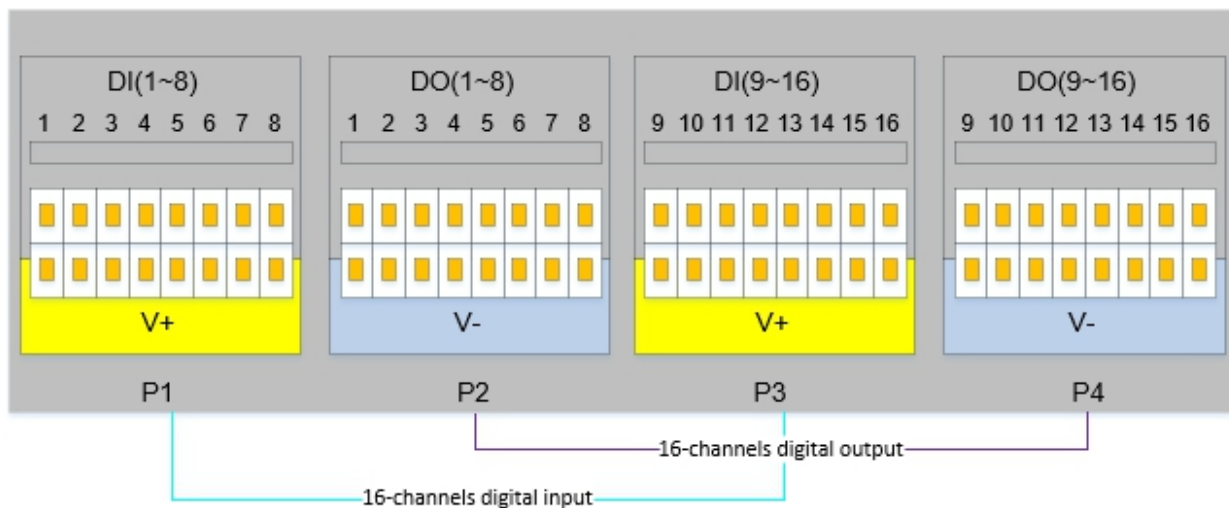 DI(1~8)
1 2 3 4 5 6 7 8
V+
P1
DO(1~8)
1 2 3 4 5 6 7 8
V-
P2
DI(9~16)
9 10 11 12 13 14 15 16
V+
P3
DO(9~16)
9 10 11 12 13 14 15 16
V-
P4
16-channels digital output
16-channels digital input